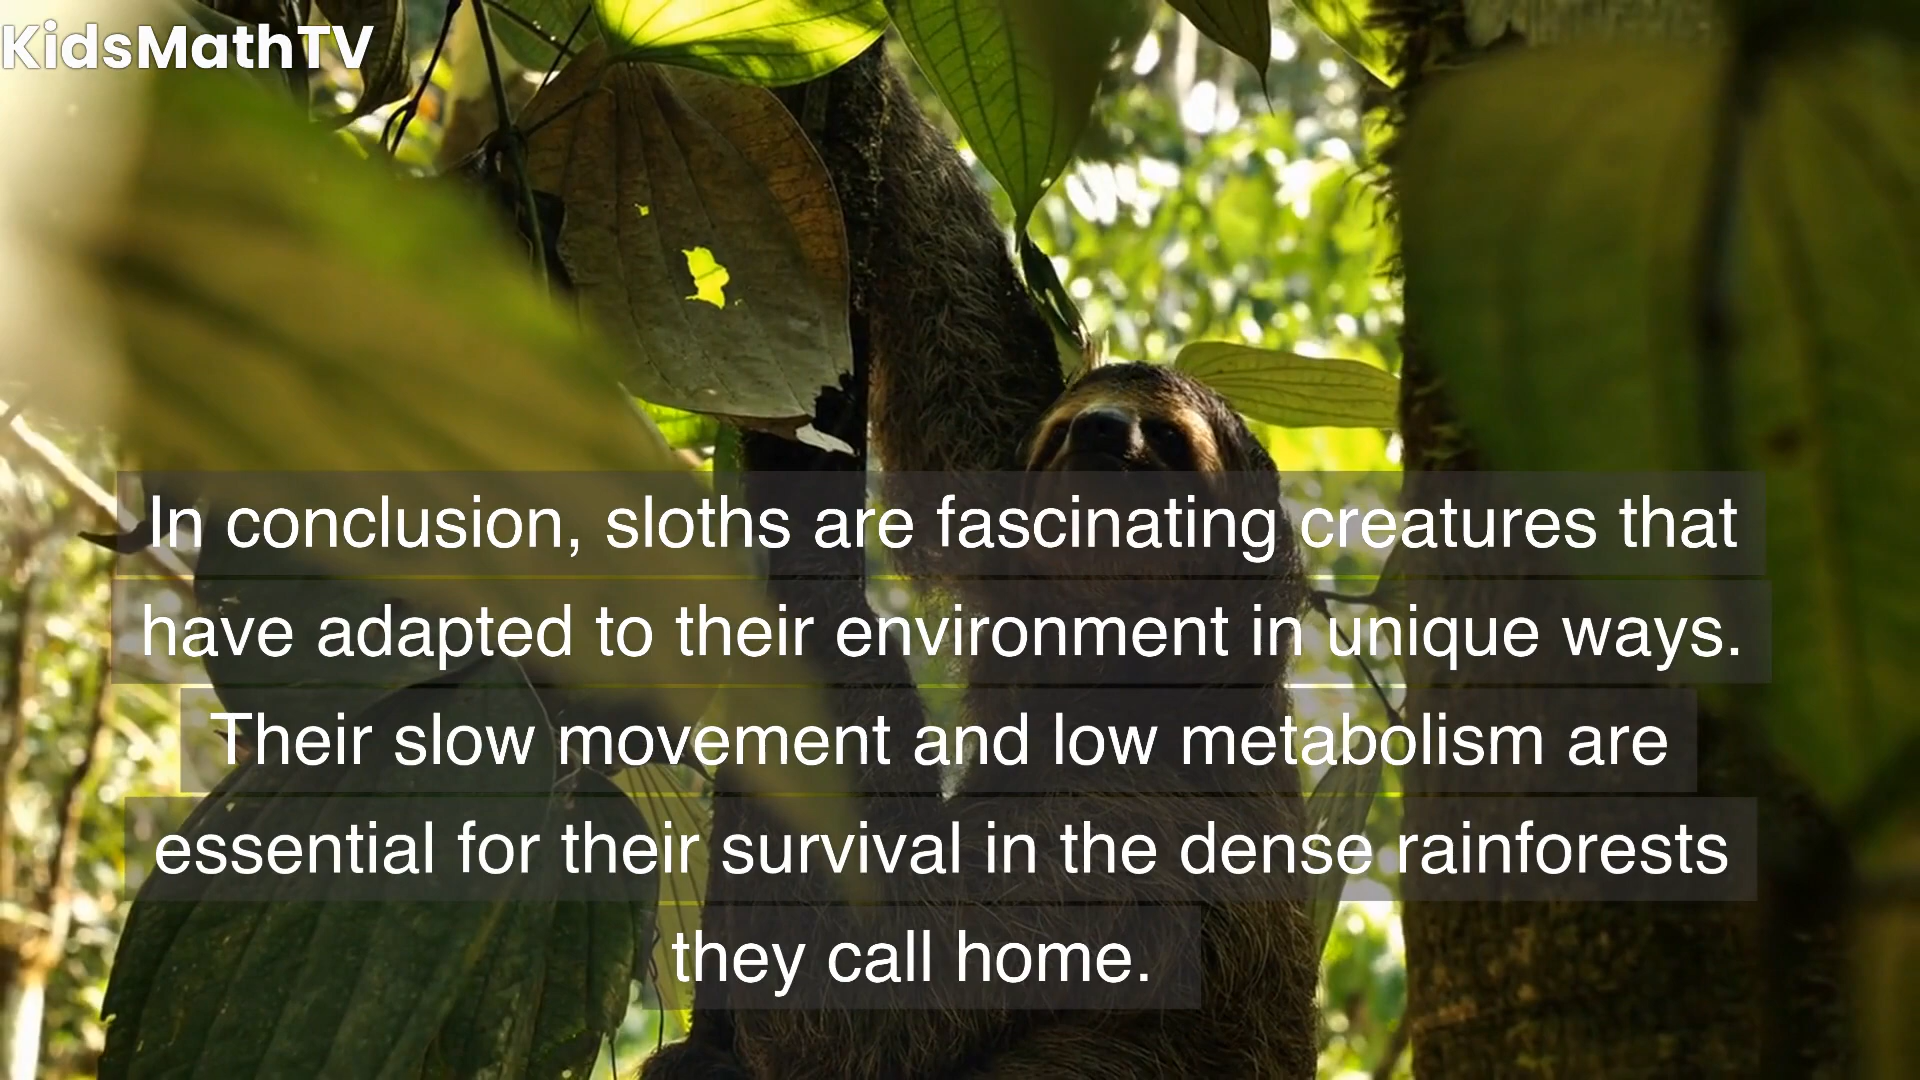 KidsMathTV
In conclusion, sloths are fascinating creatures that
have adapted to their environment in unique ways.
Their slow movement and low metabolism are
essential for their survival in the dense rainforests
they call home.